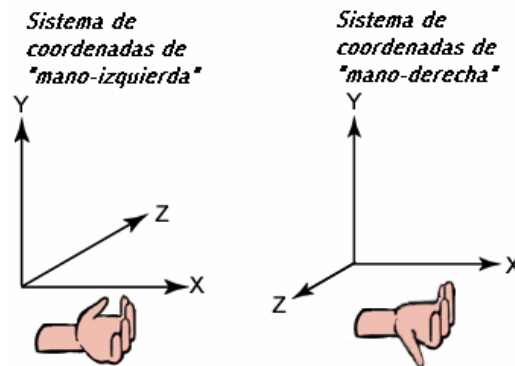 Sistema de
coordenadas de
"mano-izquierda"
Y
Z
X
Sistema de
coordenadas de
"mano-derecha"
Y
X
Z